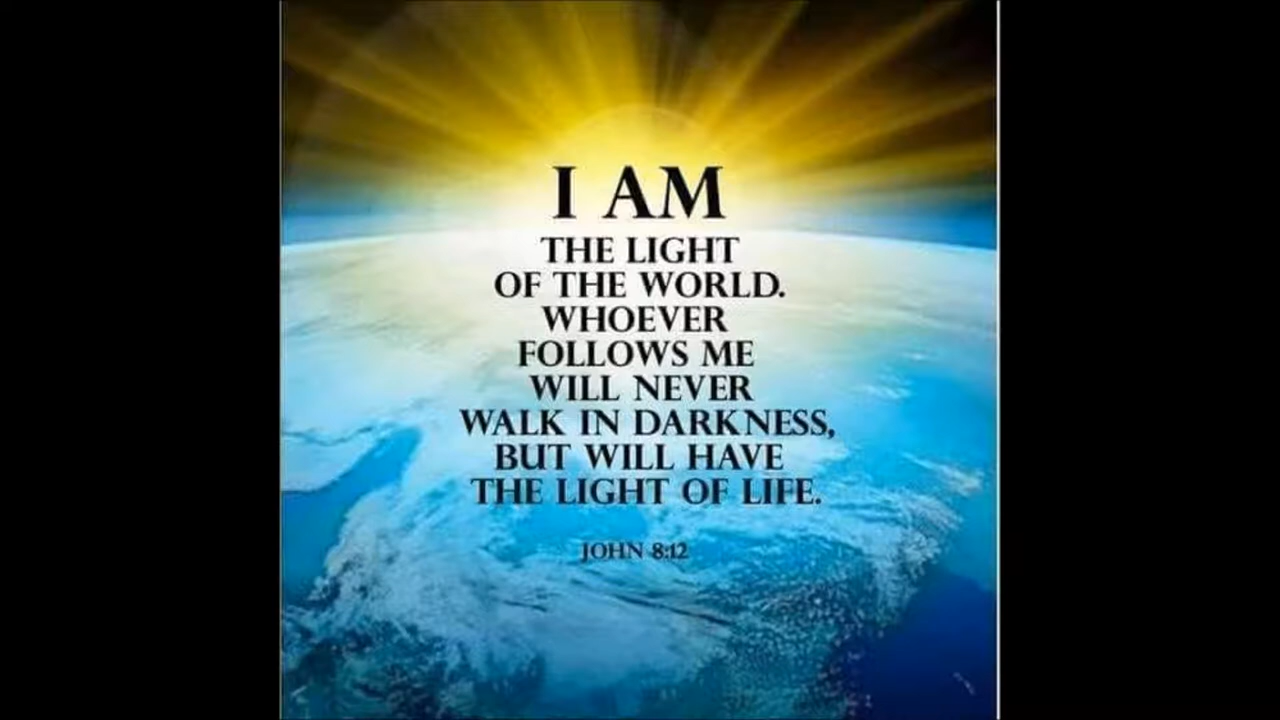 I AM
THE LIGHT
OF THE WORLD.
WHOEVER
FOLLOWS ME
WILL NEVER
WALK IN DARKNESS,
BUT WILL HAVE
THE LIGHT OF LIFE.
JOHN 8:12